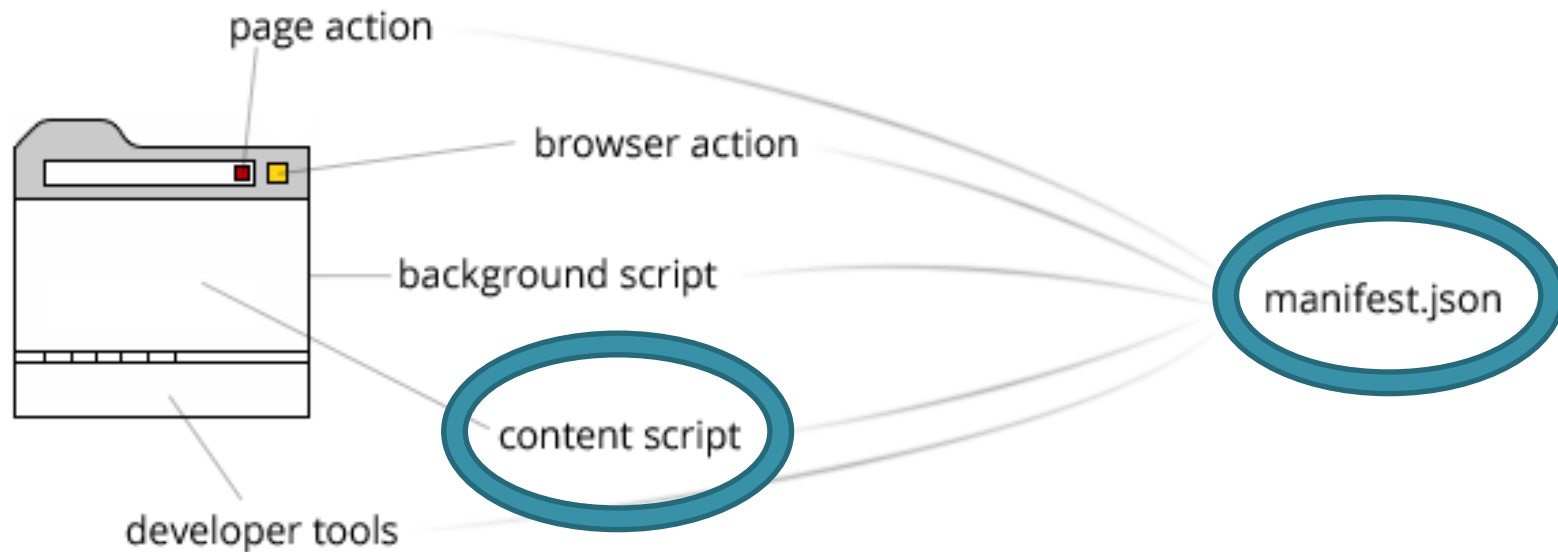 page action
browser action
background script
manifest.json
content script
developer tools